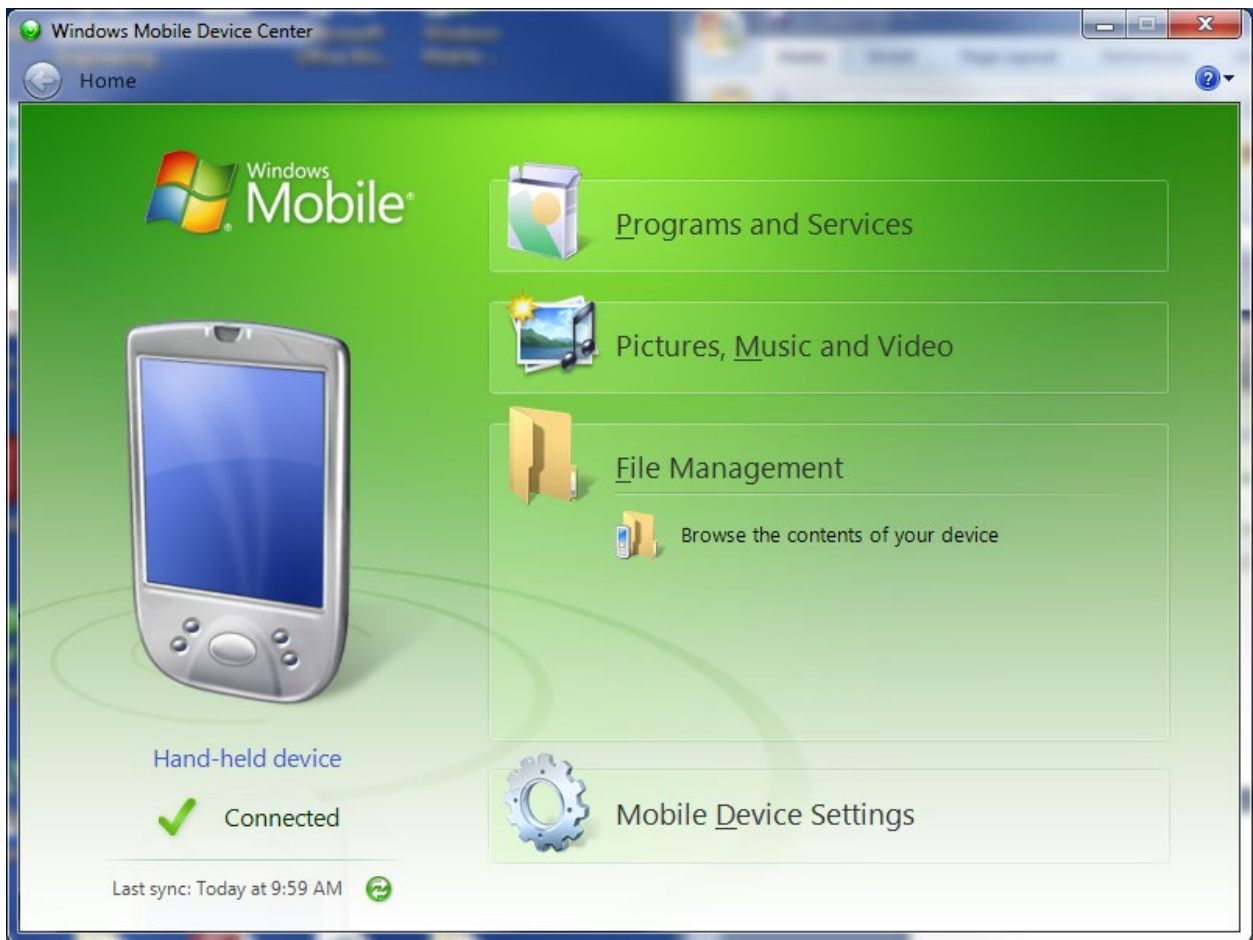 Windows Mobile Device Center
Home
Windows
Mobile
Programs and Services
Pictures, Music and Video
File Management
Browse the contents of your device
Hand-held device
Connected
Mobile Device Settings
Last sync: Today at 9:59 AM